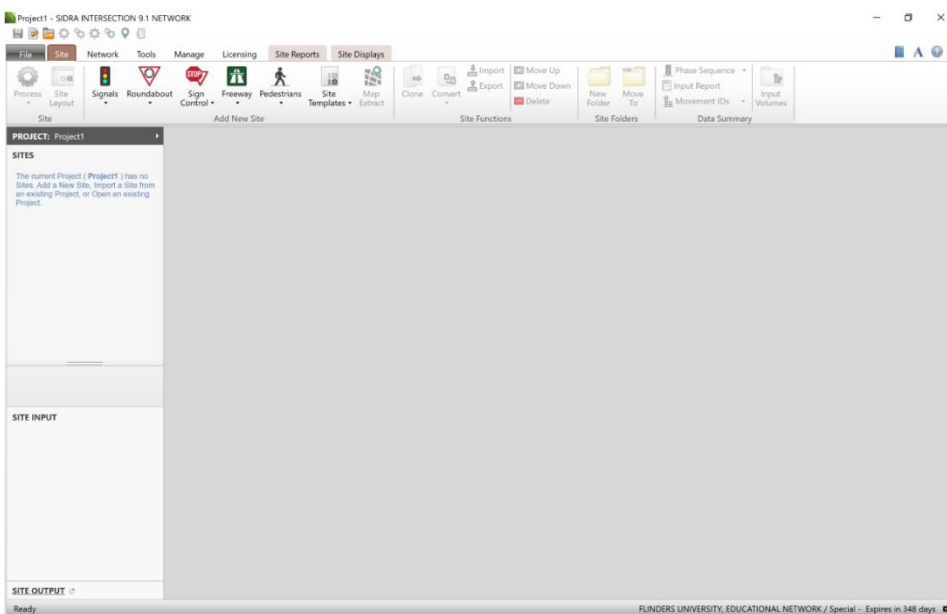 Project1 - SIDRA INTERSECTION 9.1 NETWORK
File Site Network Tools Manage Licensing Site Reports Site Displays
A
Process
Site Layout
Signals
STOP
Roundabout
Sign Control
Freeway
Pedestrians
Site Templates
Map Extract
Clone
Convert
Import
Export
Move Up
Move Down
Delete
New Folder
Move To
Phase Sequence
Input Report
Movement IDs
Input Volumes
Site
Add New Site
Site Functions
Site Folders
Data Summary
PROJECT: Project1
SITES
The current Project ( Project1 ) has no
Sites. Add a New Site, Import a Site from
an existing Project, or Open an existing
Project.
SITE INPUT
SITE OUTPUT
Ready
FLINDERS UNIVERSITY, EDUCATIONAL NETWORK / Special - Expires in 348 days